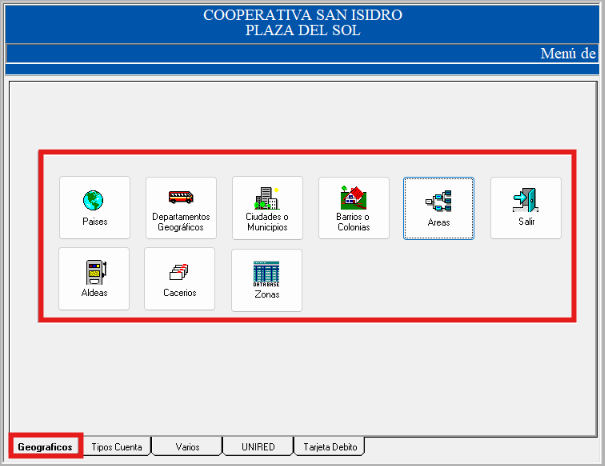 COOPERATIVA SAN ISIDRO
PLAZA DEL SOL
Menú de
Paises
Departamentos
Geográficos
Ciudades o
Municipios
Barrios o
Colonias
Areas
Salir
Aldeas
Cacerios
DATABASE
Zonas
Geograficos
Tipos Cuenta
Varios
UNIRED
Tarjeta Debito